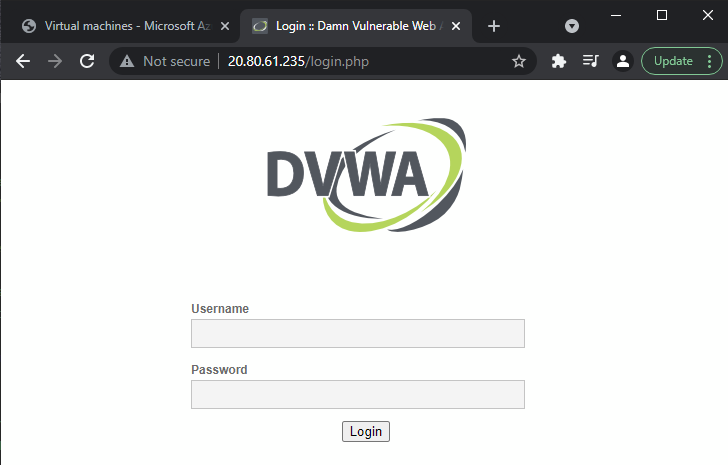 Virtual machines - Microsoft Az
Login :: Damn Vulnerable Web
Not secure 20.80.61.235/login.php
Update
DVWA
Username
Password
Login